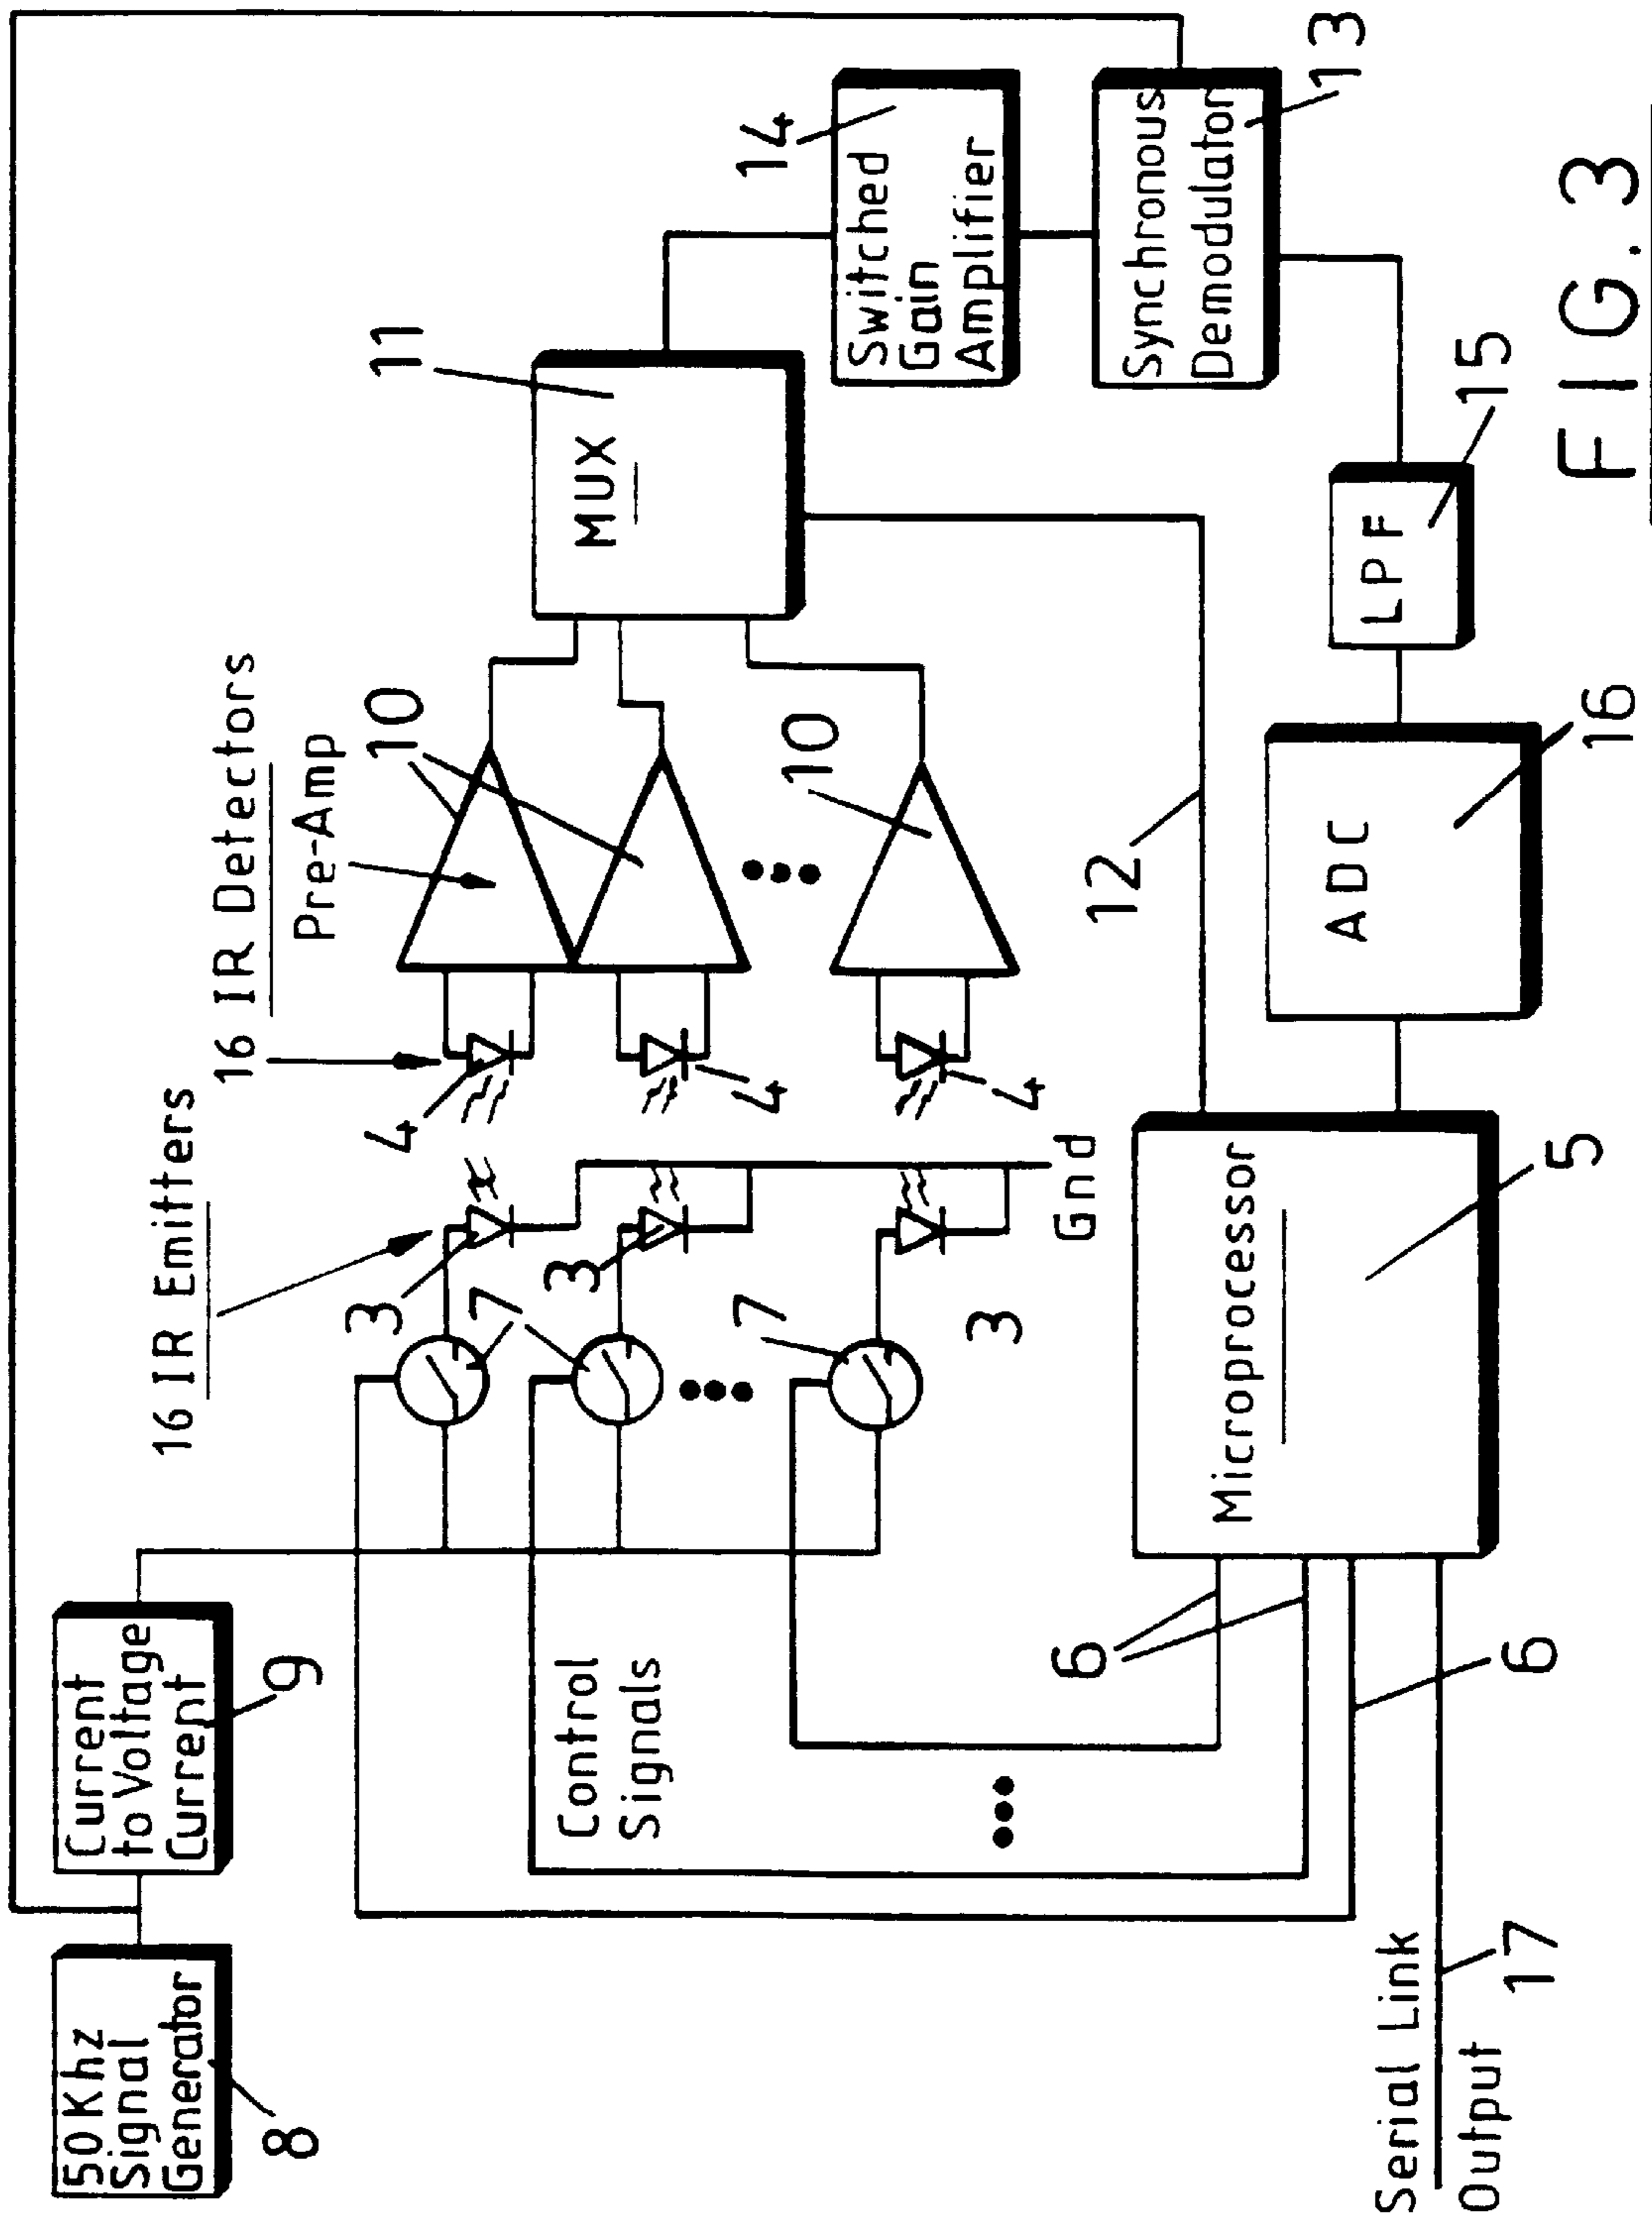 50Khz
Signal
Generator
8
Current
to Voltage
Current
9
16 IR Emitters
16 IR Detectors
Pre-Amp
10
10
11
MUX
14
Switched
Gain
Amplifier
Synchronous
Demodulator
13
3
3
3
4
4
4
7
7
Gnd
Control
Signals
12
6
6
Microprocessor
5
ADC
16
LPF
15
Serial Link
Output
17
FIG. 3